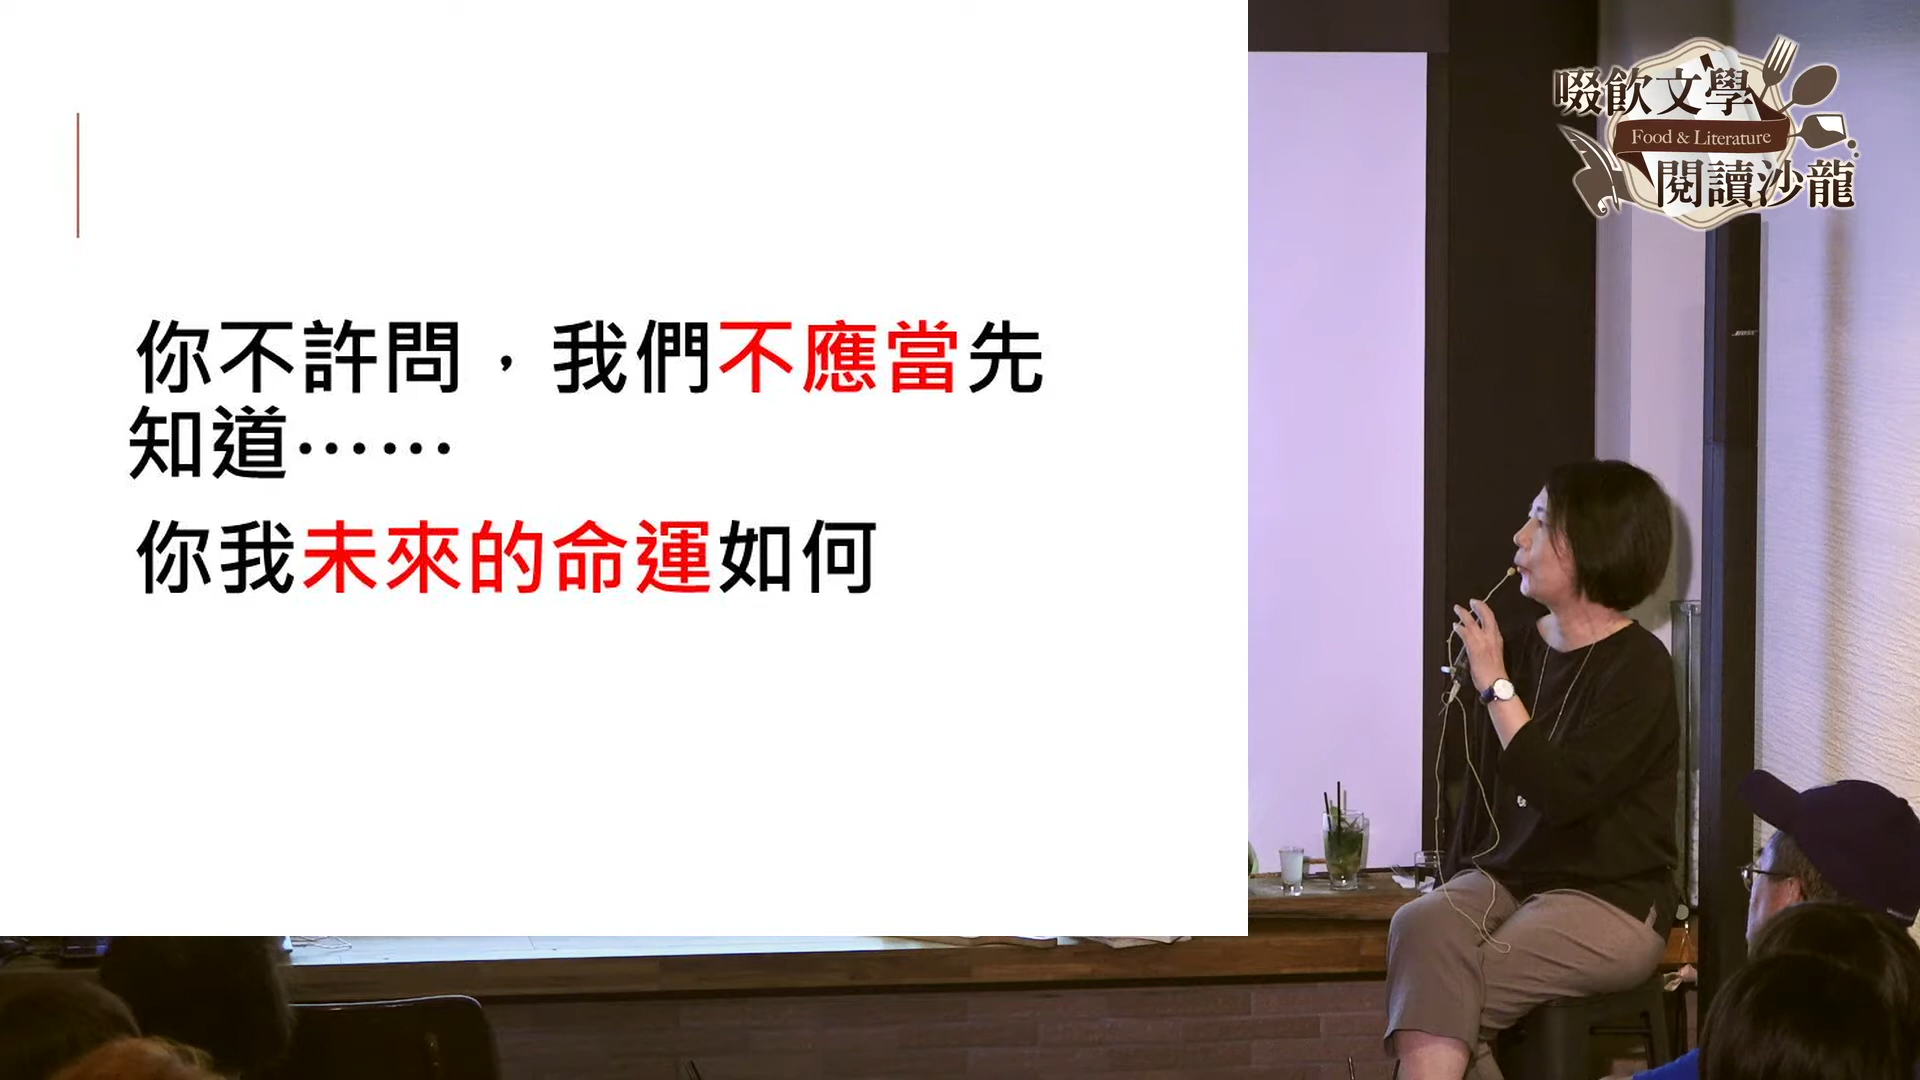 你不許問，我們不應當先
知道⋯⋯
你我未來的命運如何
啜飲文學
Food & Literature
閱讀沙龍
BOSE